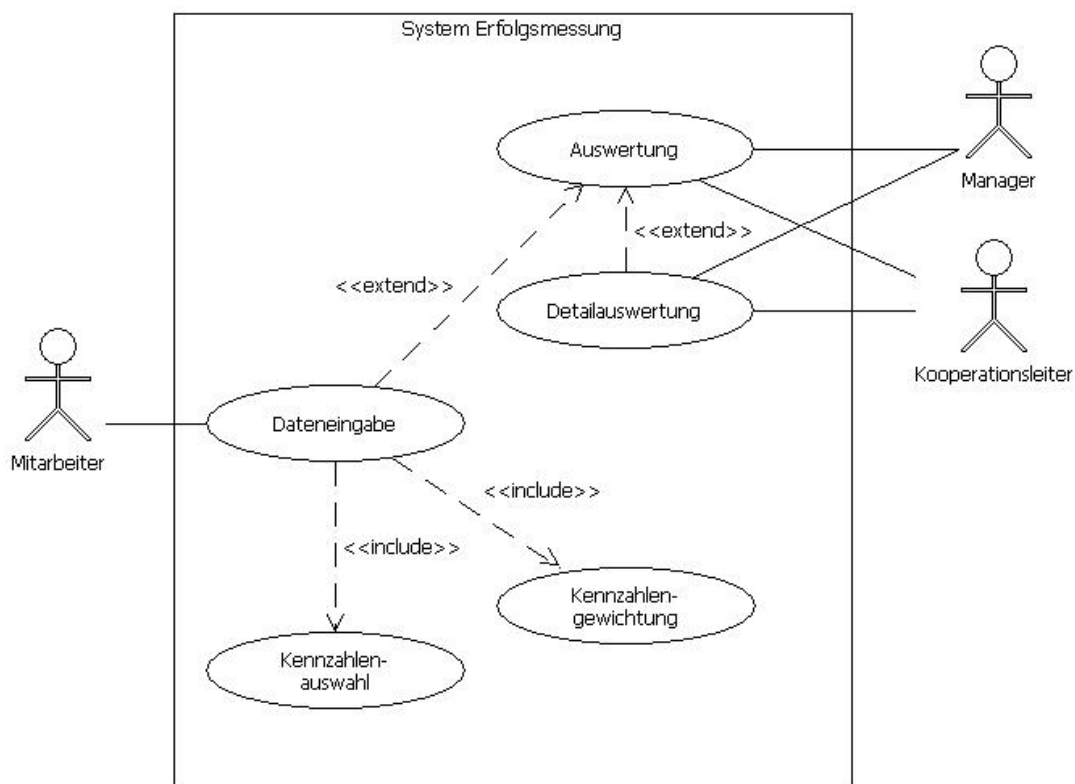 System Erfolgsmessung
Auswertung
Manager
<<extend>>
<<extend>>
Detailauswertung
Kooperationsleiter
Dateneingabe
Mitarbeiter
<<include>>
<<include>>
Kennzahlen-
gewichtung
Kennzahlen-
auswahl